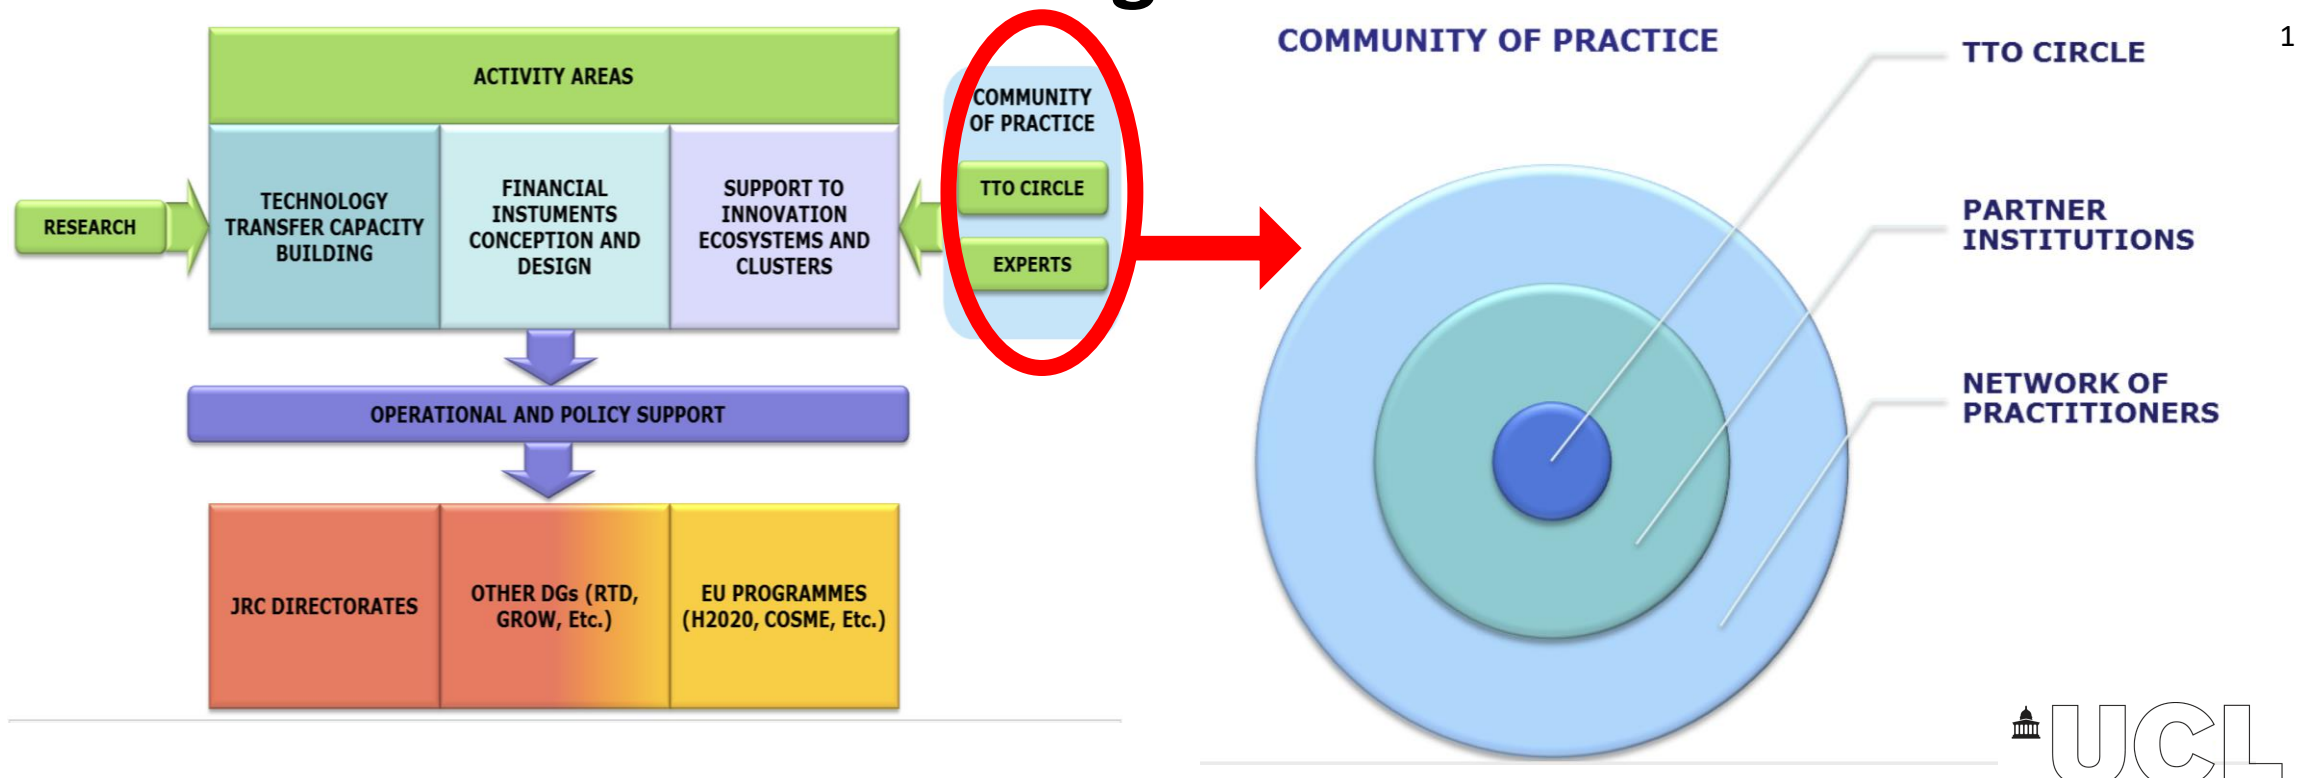 g
ACTIVITY AREAS
RESEARCH
TECHNOLOGY
TRANSFER CAPACITY
BUILDING
FINANCIAL
INSTUMENTS
CONCEPTION AND
DESIGN
SUPPORT TO
INNOVATION
ECOSYSTEMS AND
CLUSTERS
COMMUNITY
OF PRACTICE
TTO CIRCLE
EXPERTS
OPERATIONAL AND POLICY SUPPORT
JRC DIRECTORATES
OTHER DGs (RTD,
GROW, Etc.)
EU PROGRAMMES
(H2020, COSME, Etc.)
COMMUNITY OF PRACTICE
TTO CIRCLE
1
PARTNER
INSTITUTIONS
NETWORK OF
PRACTITIONERS
UCL